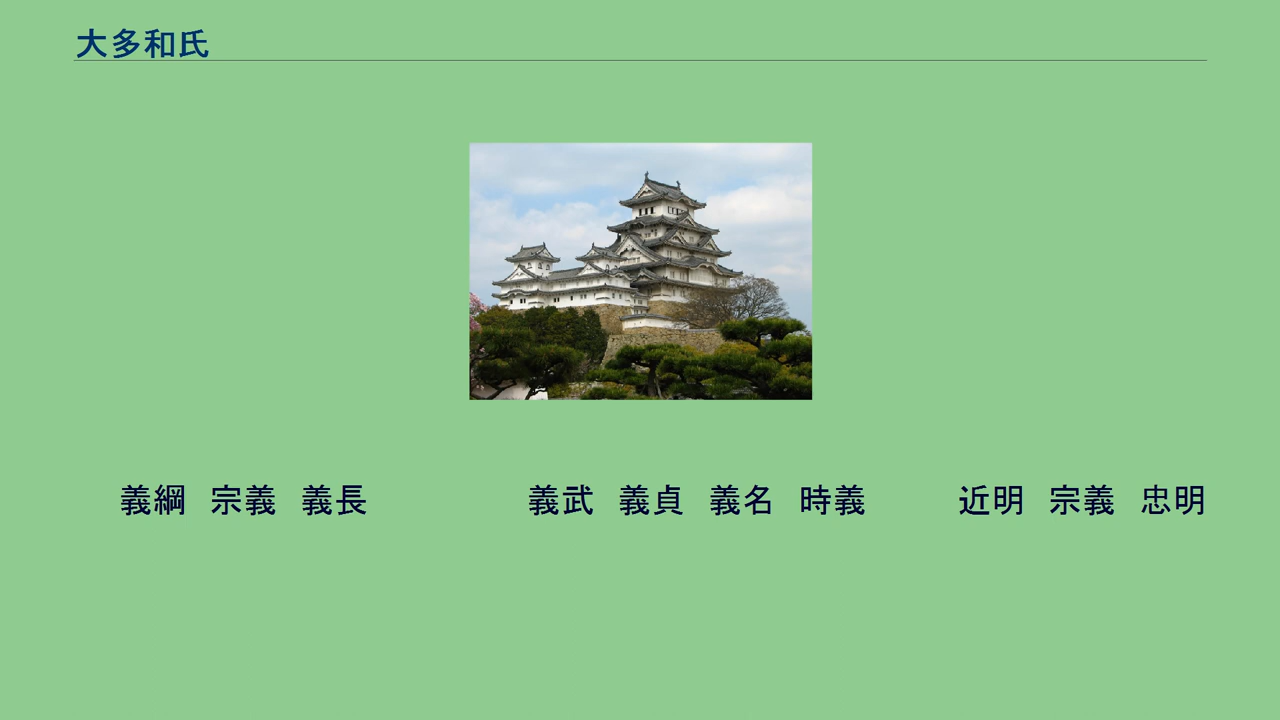 大多和氏
義綱　宗義　義長　義武　義貞　義名　時義　近明　宗義　忠明